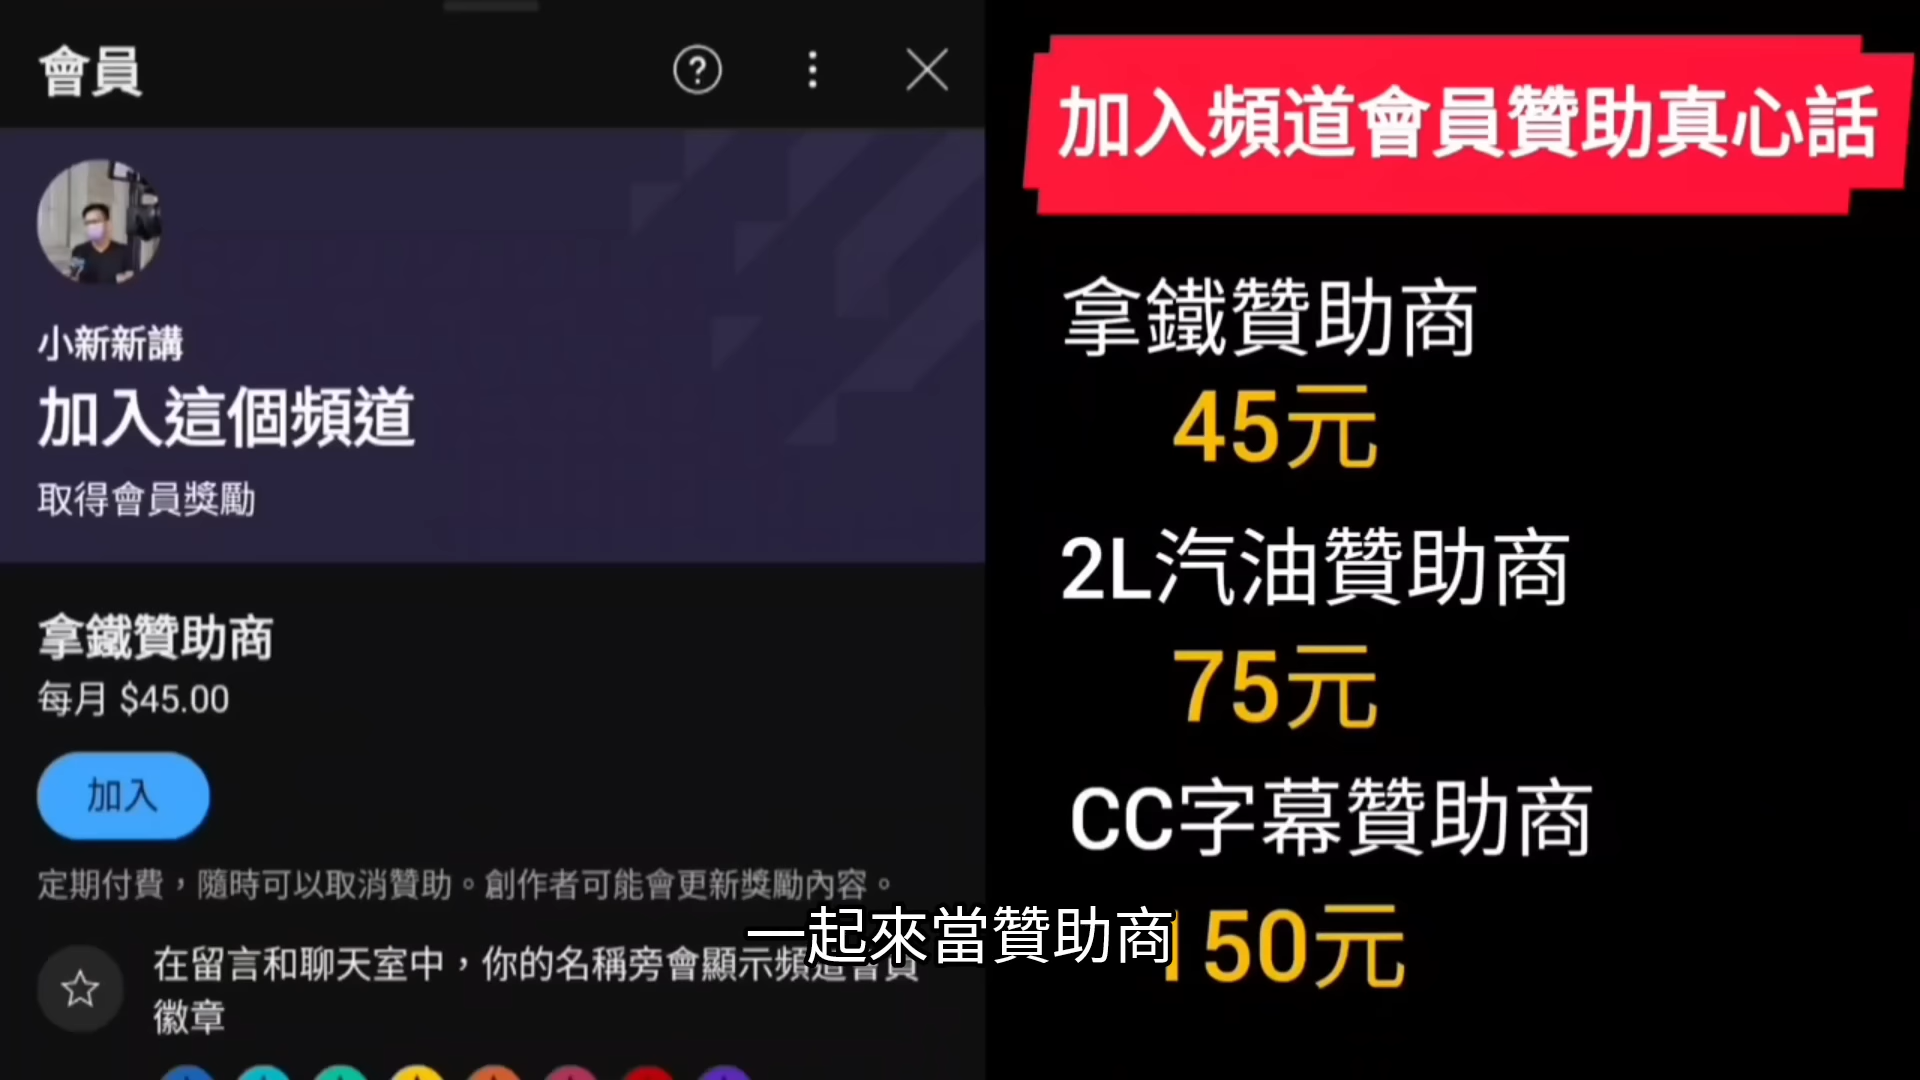 會員
小新新講
加入這個頻道
取得會員獎勵
拿鐵贊助商
每月 $45.00
加入
定期付費，隨時可以取消贊助。創作者可能會更新獎勵內容。
在留言和聊天室中，你的名稱旁會顯示頻道會員
徽章
加入頻道會員贊助真心話
拿鐵贊助商
45元
2L汽油贊助商
75元
CC字幕贊助商
150元
一起來當贊助商